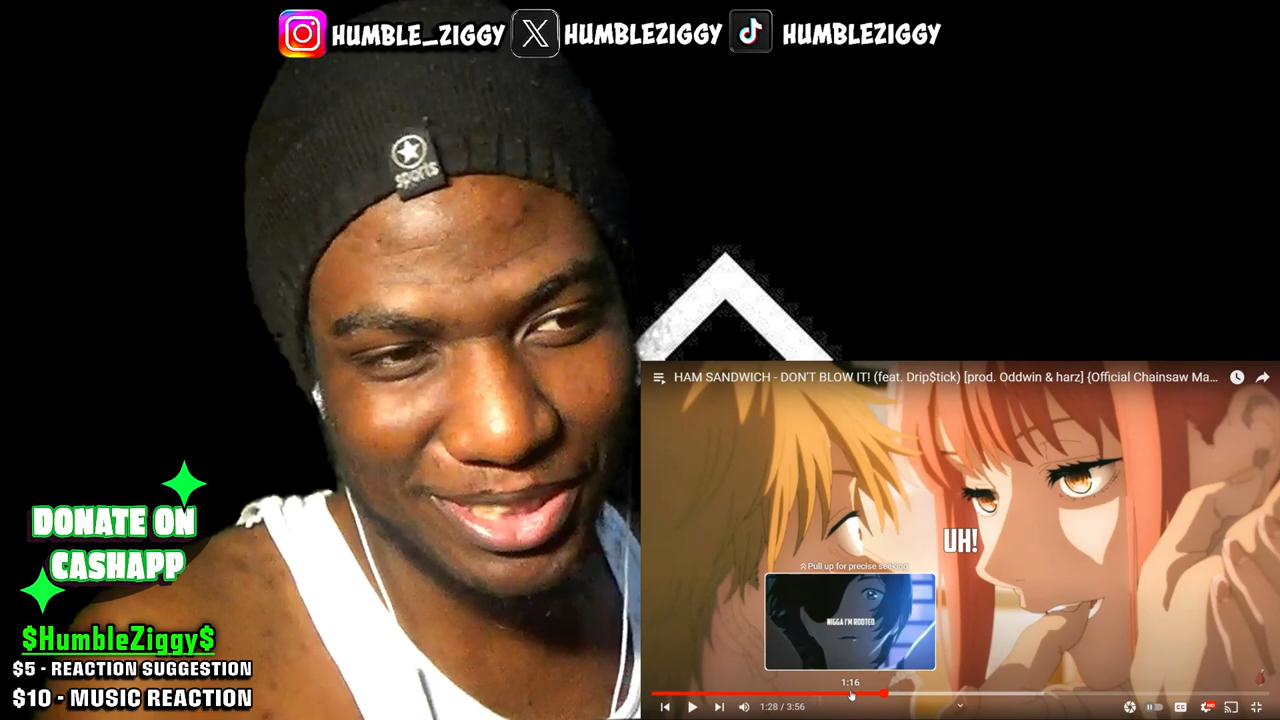 HUMBLE_ZIGGY HUMBLEZIGGY HUMBLEZIGGY
sports
HAM SANDWICH - DON'T BLOW IT! (feat. Drip$tick) [prod. Oddwin & harz] {Official Chainsaw Ma...
UH!
Pull up for precise seeking
NIGGA I'M ROOTED
1:16
1:28 / 3:56
CC
HD
DONATE ON
CASHAPP
$HumbleZiggy$
$5 - REACTION SUGGESTION
$10 - MUSIC REACTION